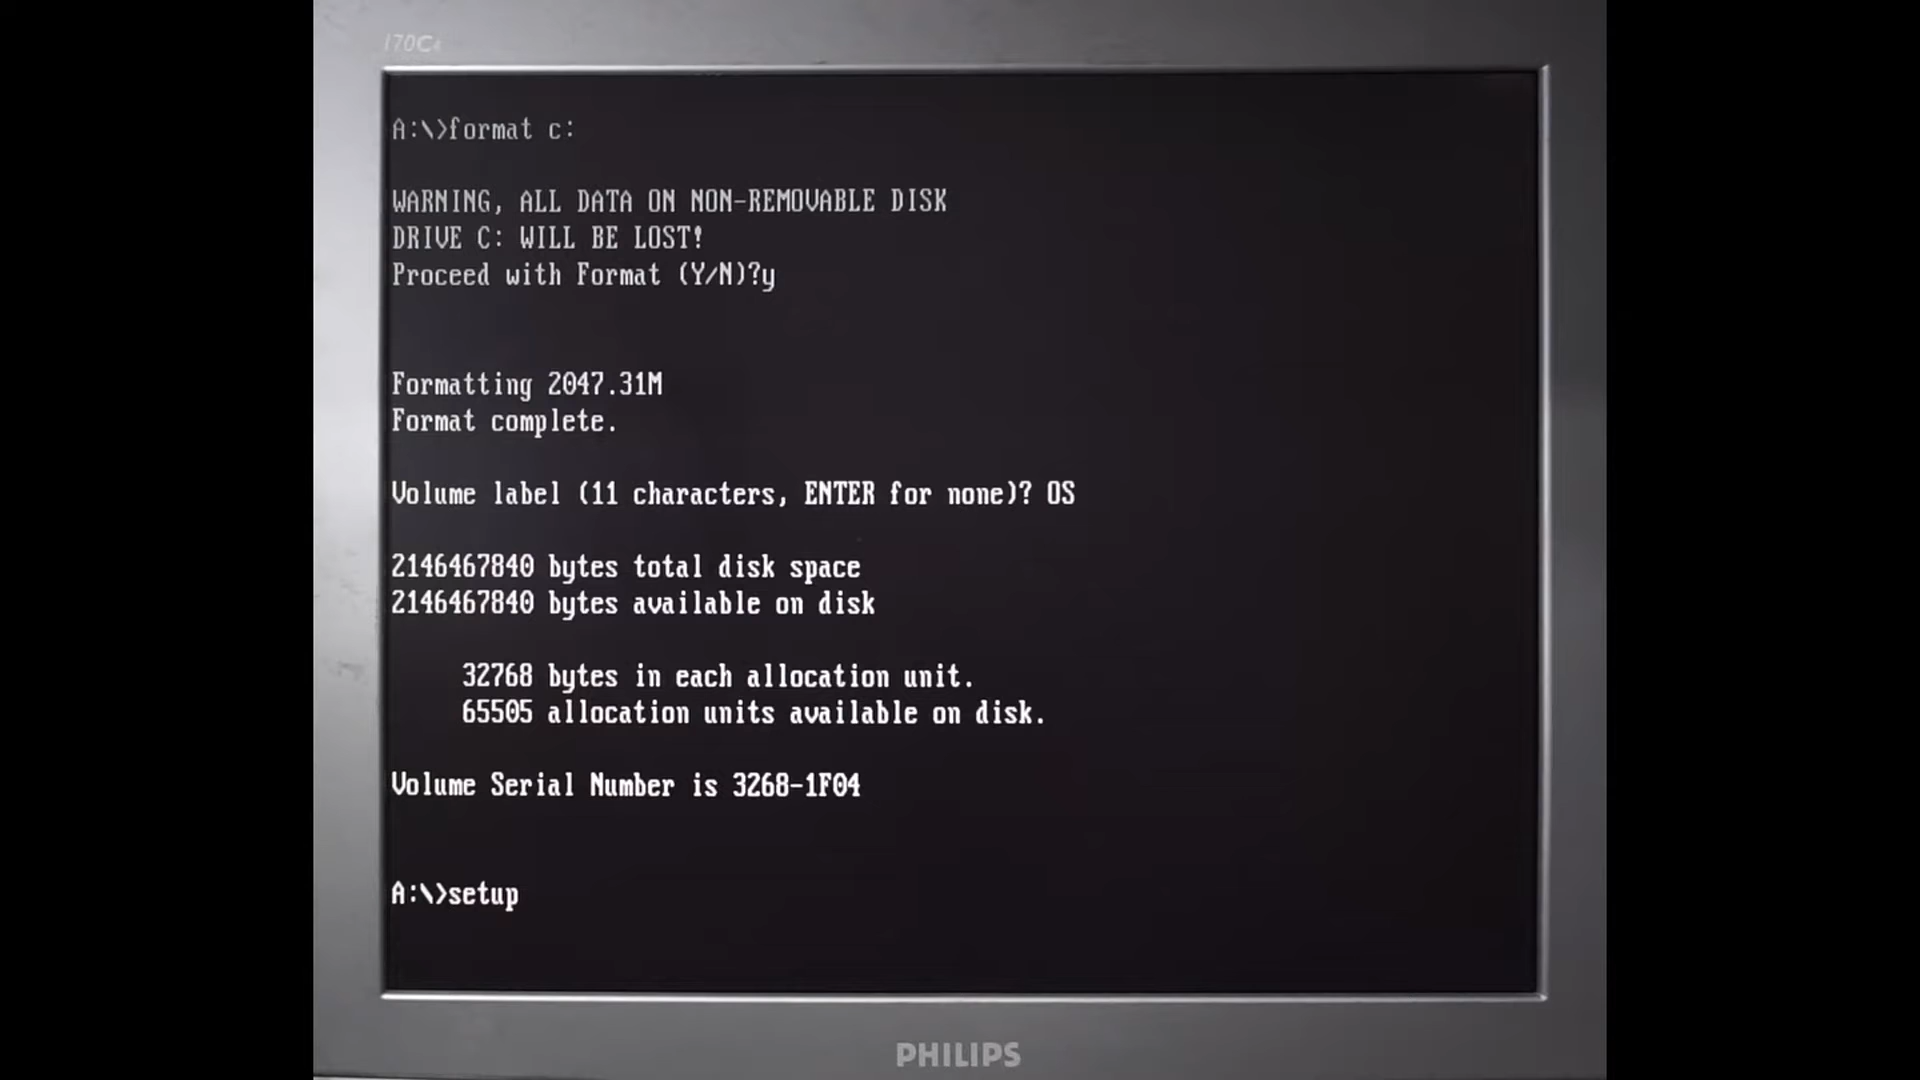 170C4
A:\>format c:
WARNING, ALL DATA ON NON-REMOVABLE DISK
DRIVE C: WILL BE LOST!
Proceed with Format (Y/N)?y
Formatting 2047.31M
Format complete.
Volume label (11 characters, ENTER for none)? OS
2146467840 bytes total disk space
2146467840 bytes available on disk
32768 bytes in each allocation unit.
65505 allocation units available on disk.
Volume Serial Number is 3268-1F04
A:\>setup
PHILIPS